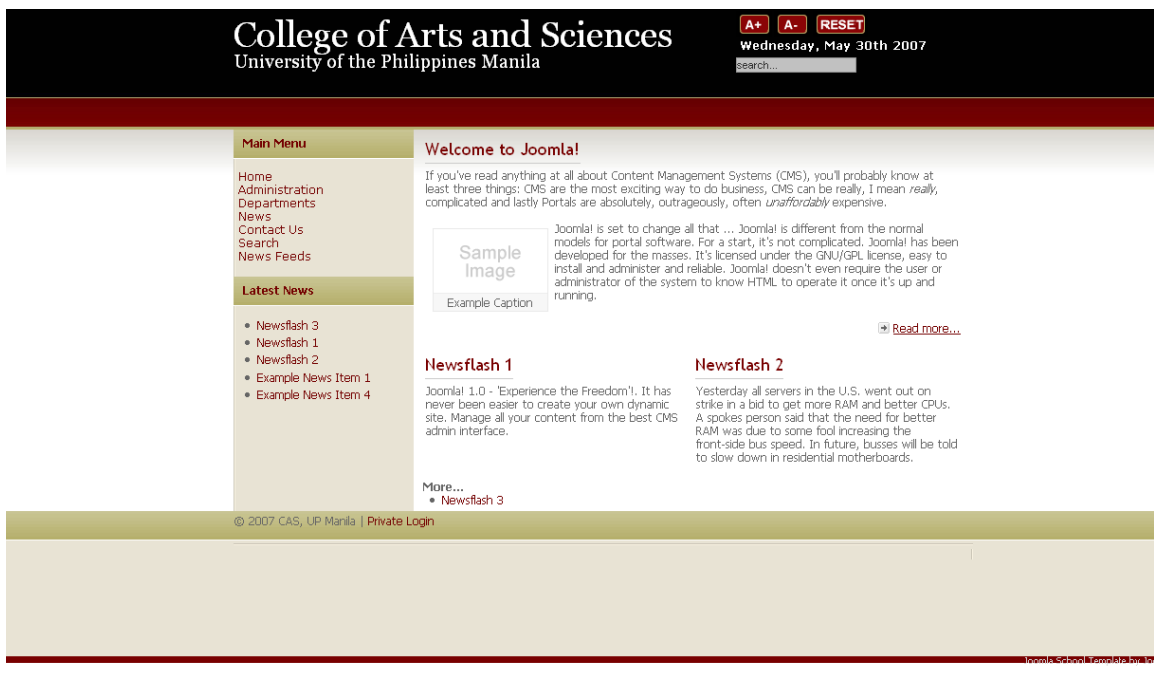 College of Arts and Sciences
University of the Philippines Manila
A+ A- RESET
Wednesday, May 30th 2007
search...
Main Menu
Home
Administration
Departments
News
Contact Us
Search
News Feeds
Latest News
Newsflash 3
Newsflash 1
Newsflash 2
Example News Item 1
Example News Item 4
Welcome to Joomla!
If you've read anything at all about Content Management Systems (CMS), you'll probably know at
least three things: CMS are the most exciting way to do business, CMS can be really, I mean really,
complicated and lastly Portals are absolutely, outrageously, often unaffordably expensive.
Sample
Image
Example Caption
Joomla! is set to change all that ... Joomla! is different from the normal
models for portal software. For a start, it's not complicated. Joomla! has been
developed for the masses. It's licensed under the GNU/GPL license, easy to
install and administer and reliable. Joomla! doesn't even require the user or
administrator of the system to know HTML to operate it once it's up and
running.
Read more...
Newsflash 1
Joomla! 1.0 - 'Experience the Freedom'!. It has
never been easier to create your own dynamic
site. Manage all your content from the best CMS
admin interface.
Newsflash 2
Yesterday all servers in the U.S. went out on
strike in a bid to get more RAM and better CPUs.
A spokes person said that the need for better
RAM was due to some fool increasing the
front-side bus speed. In future, busses will be told
to slow down in residential motherboards.
More...
Newsflash 3
© 2007 CAS, UP Manila | Private Login
Joomla School Template by